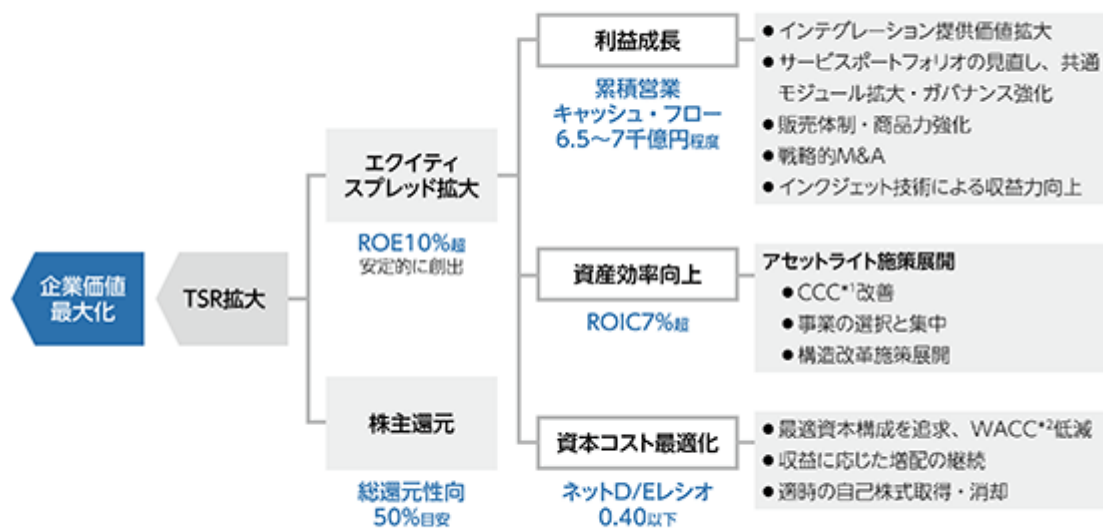 企業価値
最大化
TSR拡大
エクイティ
スプレッド拡大
ROE10%超
安定的に創出
株主還元
総還元性向
50%目安
利益成長
累積営業
キャッシュ・フロー
6.5～7千億円程度
資産効率向上
ROIC7%超
資本コスト最適化
ネットD/Eレシオ
0.40以下
●インテグレーション提供価値拡大
●サービスポートフォリオの見直し、共通
モジュール拡大・ガバナンス強化
●販売体制・商品力強化
●戦略的M&A
●インクジェット技術による収益力向上
アセットライト施策展開
●CCC*1改善
●事業の選択と集中
●構造改革施策展開
●最適資本構成を追求、WACC*2低減
●収益に応じた増配の継続
●適時の自己株式取得・消却